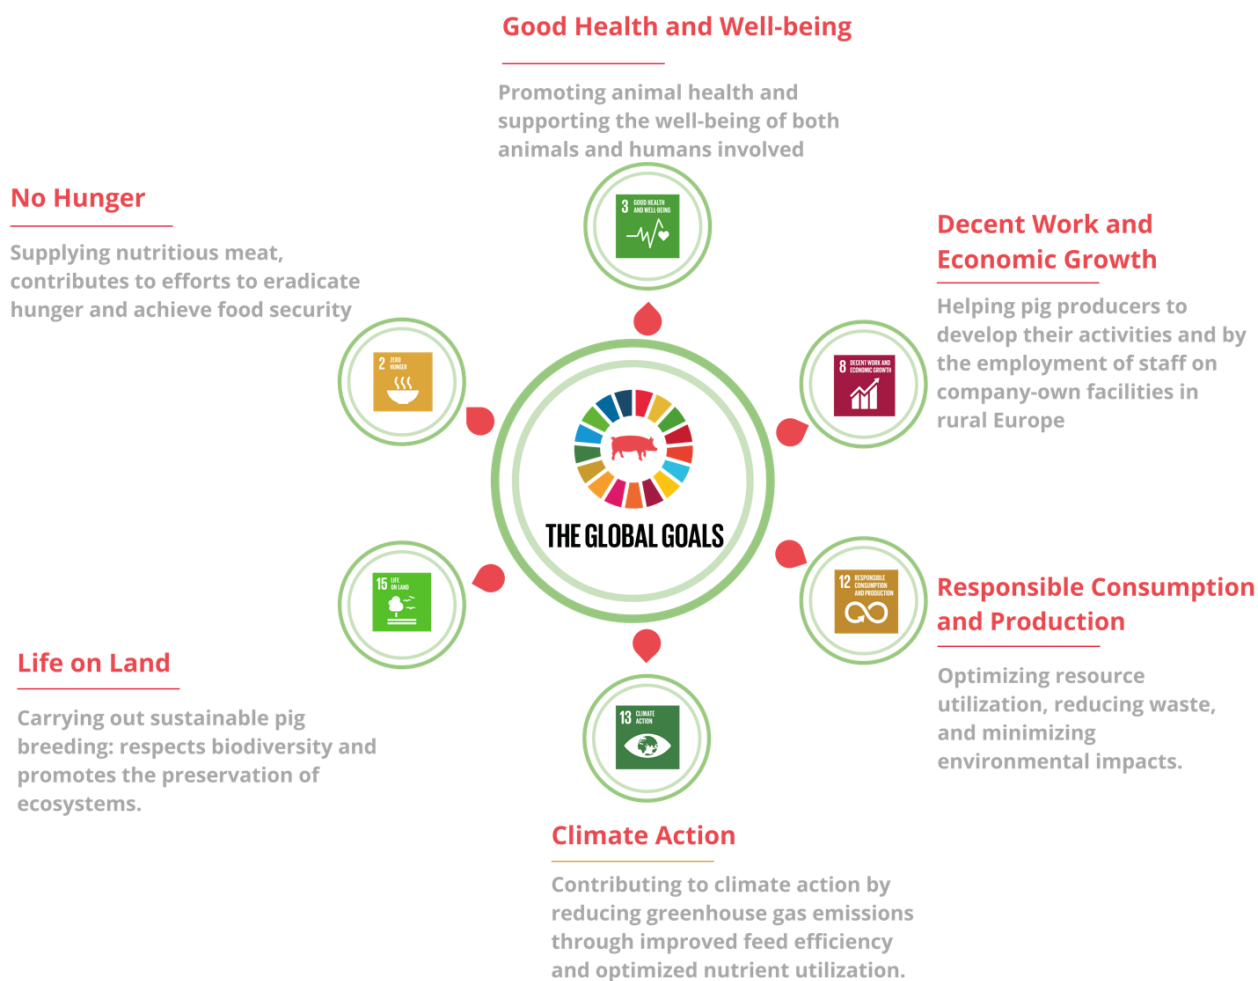 Good Health and Well-being
Promoting animal health and
supporting the well-being of both
animals and humans involved
3 GOOD HEALTH
AND WELL-BEING
No Hunger
Supplying nutritious meat,
contributes to efforts to eradicate
hunger and achieve food security
2 ZERO
HUNGER
Decent Work and
Economic Growth
Helping pig producers to
develop their activities and by
the employment of staff on
company-own facilities in
rural Europe
8 DECENT WORK AND
ECONOMIC GROWTH
THE GLOBAL GOALS
15 LIFE
ON LAND
Life on Land
Carrying out sustainable pig
breeding: respects biodiversity and
promotes the preservation of
ecosystems.
12 RESPONSIBLE
CONSUMPTION
AND PRODUCTION
Responsible Consumption
and Production
Optimizing resource
utilization, reducing waste,
and minimizing
environmental impacts.
13 CLIMATE
ACTION
Climate Action
Contributing to climate action by
reducing greenhouse gas emissions
through improved feed efficiency
and optimized nutrient utilization.